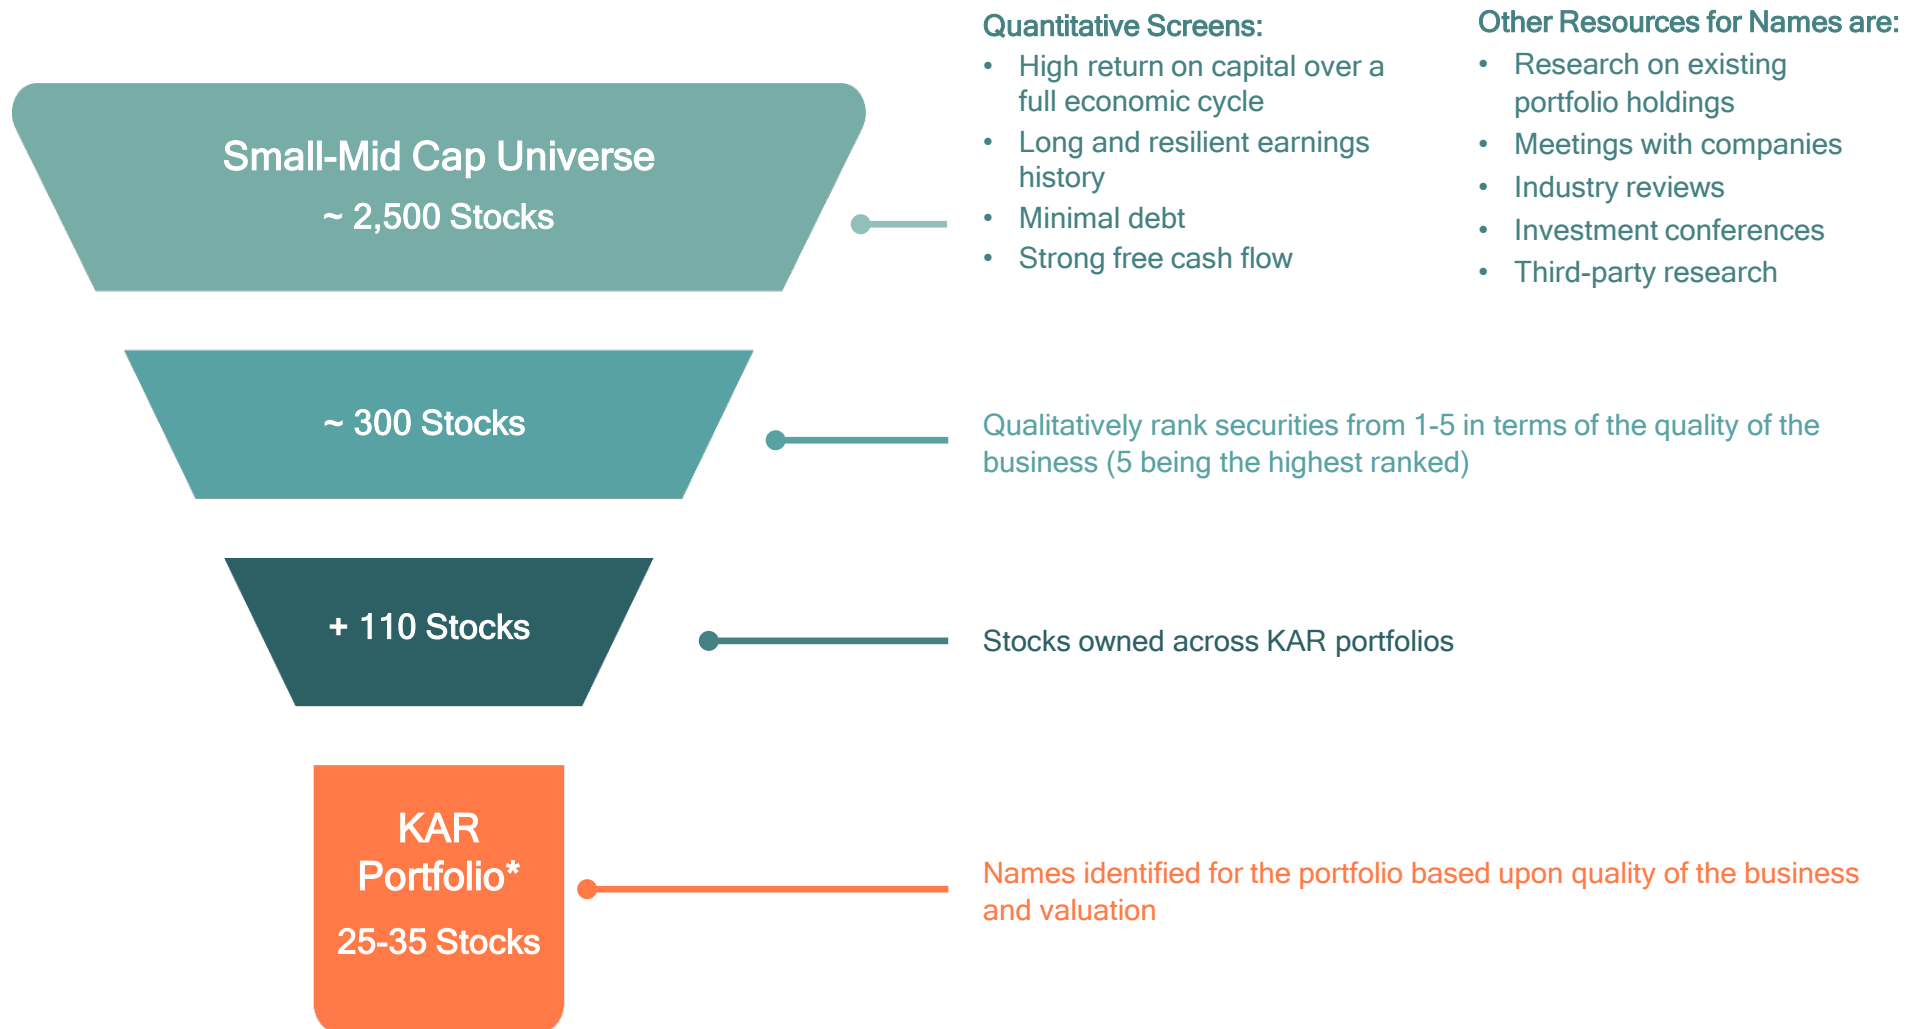 Small-Mid Cap Universe
~ 2,500 Stocks
Quantitative Screens:
• High return on capital over a
full economic cycle
• Long and resilient earnings
history
• Minimal debt
• Strong free cash flow
Other Resources for Names are:
• Research on existing
portfolio holdings
• Meetings with companies
• Industry reviews
• Investment conferences
• Third-party research
~ 300 Stocks
Qualitatively rank securities from 1-5 in terms of the quality of the
business (5 being the highest ranked)
+ 110 Stocks
Stocks owned across KAR portfolios
KAR
Portfolio*
25-35 Stocks
Names identified for the portfolio based upon quality of the business
and valuation